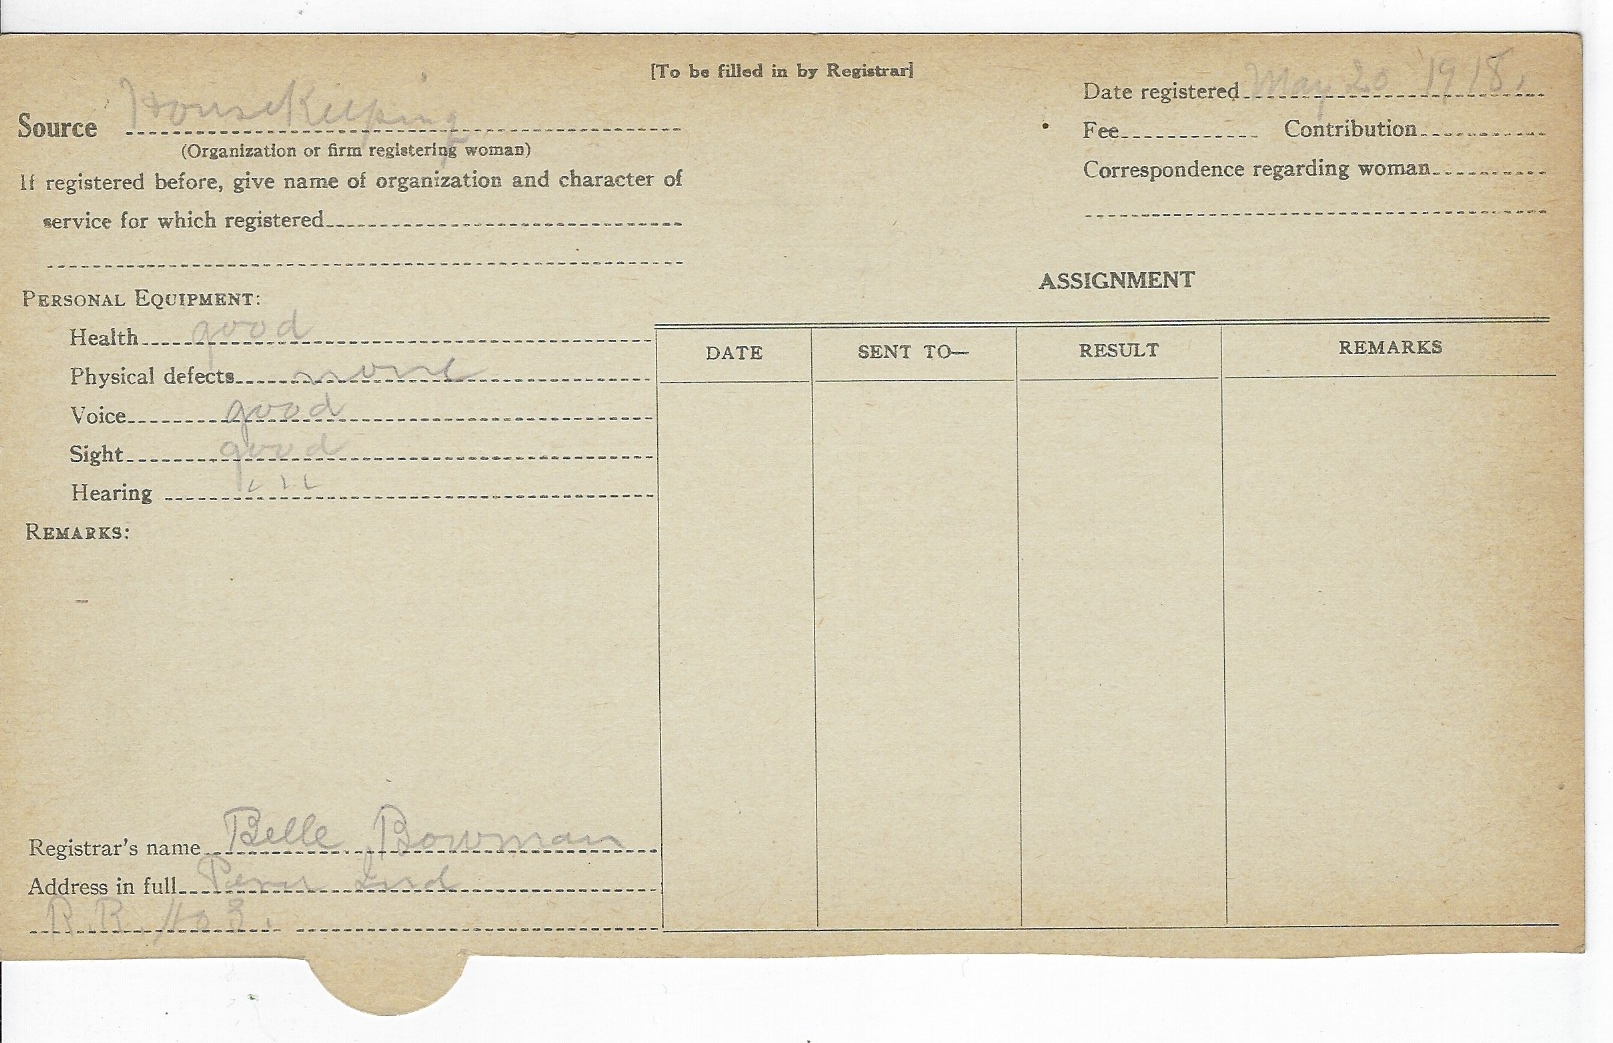 [To be filled in by Registrar]
Source HouseKeeping
(Organization or firm registering woman)
If registered before, give name of organization and character of
service for which registered
Date registered May 20 1918.
Fee Contribution
Correspondence regarding woman
PERSONAL EQUIPMENT:
Health good
Physical defects none
Voice good
Sight good
Hearing " "
REMARKS:
Registrar's name Belle Bowman
Address in full Peru Ind
R.R. No 3.
ASSIGNMENT
DATE SENT TO— RESULT REMARKS